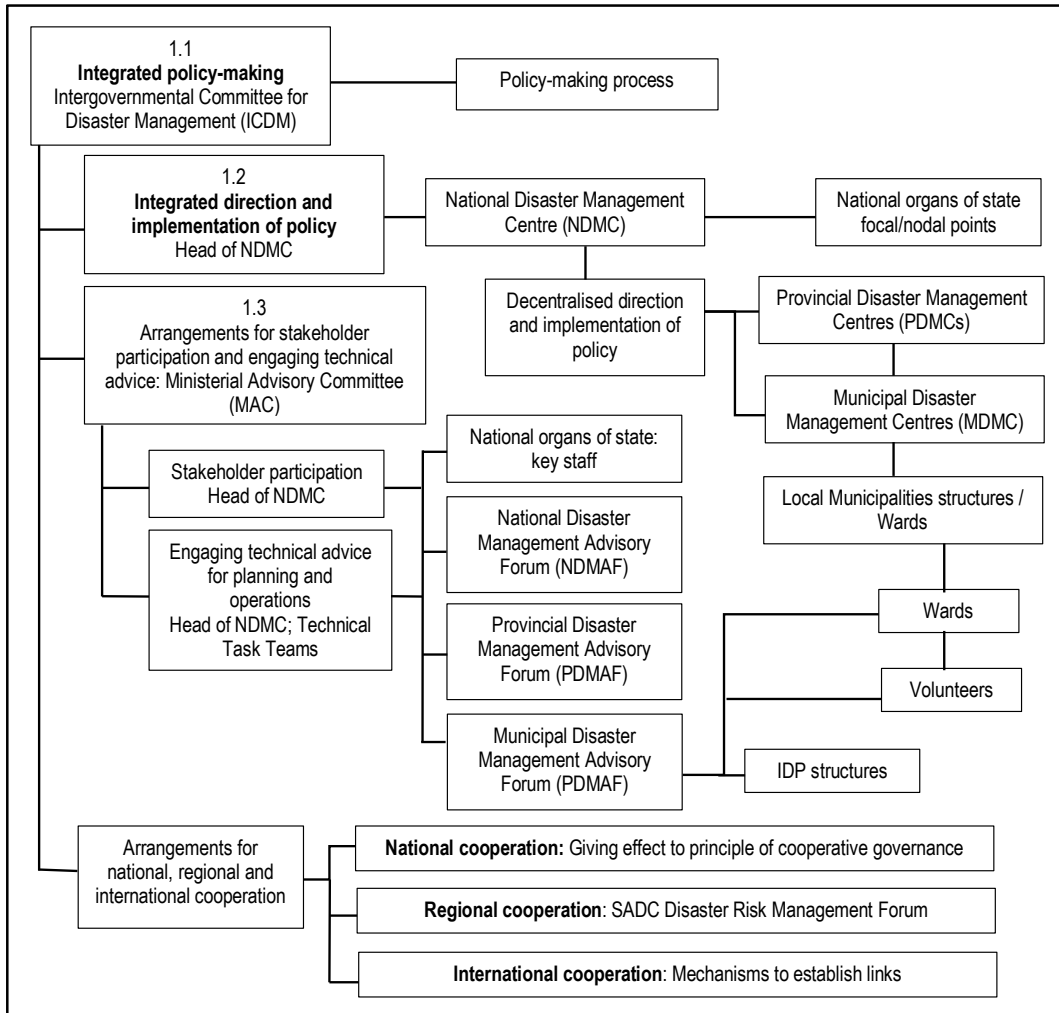 1.1
Integrated policy-making
Intergovernmental Committee for
Disaster Management (ICDM)
Policy-making process
1.2
Integrated direction and
implementation of policy
Head of NDMC
National Disaster Management
Centre (NDMC)
National organs of state
focal/nodal points
Decentralised direction
and implementation of
policy
Provincial Disaster Management
Centres (PDMCs)
1.3
Arrangements for stakeholder
participation and engaging technical
advice: Ministerial Advisory Committee
(MAC)
Municipal Disaster
Management Centres (MDMC)
Stakeholder participation
Head of NDMC
National organs of state:
key staff
Local Municipalities structures /
Wards
Engaging technical advice
for planning and
operations
Head of NDMC; Technical
Task Teams
National Disaster
Management Advisory
Forum (NDMAF)
Wards
Provincial Disaster
Management Advisory
Forum (PDMAF)
Volunteers
Municipal Disaster
Management Advisory
Forum (PDMAF)
IDP structures
Arrangements for
national, regional and
international cooperation
National cooperation: Giving effect to principle of cooperative governance
Regional cooperation: SADC Disaster Risk Management Forum
International cooperation: Mechanisms to establish links